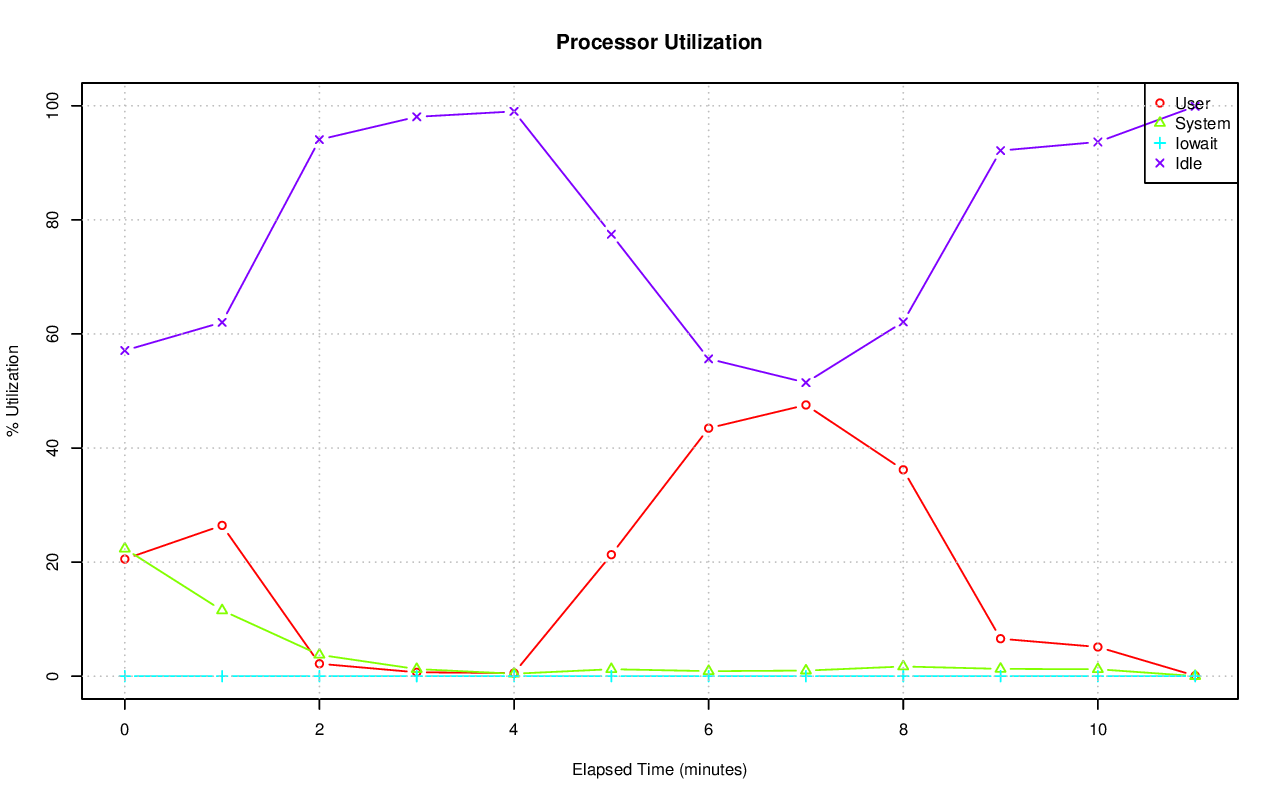 Processor Utilization
100
80
60
40
20
0
% Utilization
User
System
Iowait
Idle
0 2 4 6 8 10
Elapsed Time (minutes)